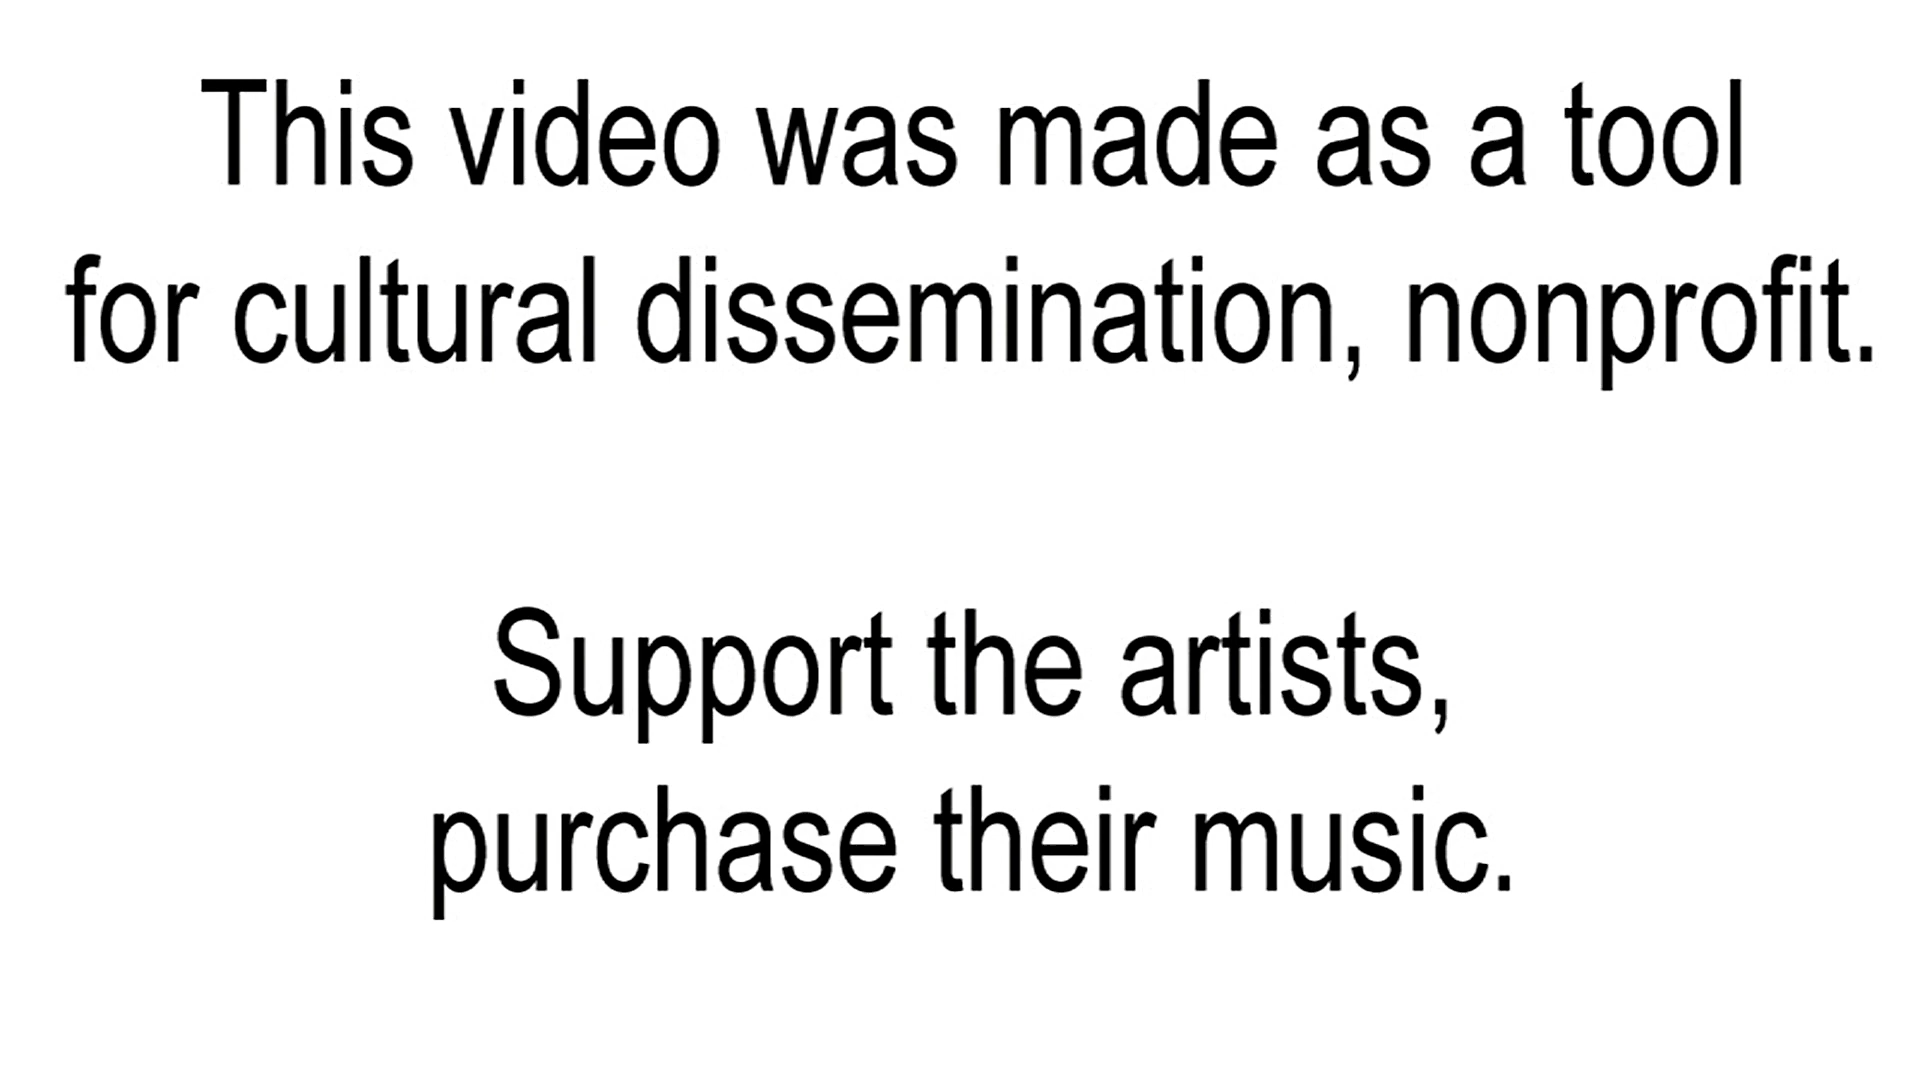 This video was made as a tool
for cultural dissemination, nonprofit.
Support the artists,
purchase their music.